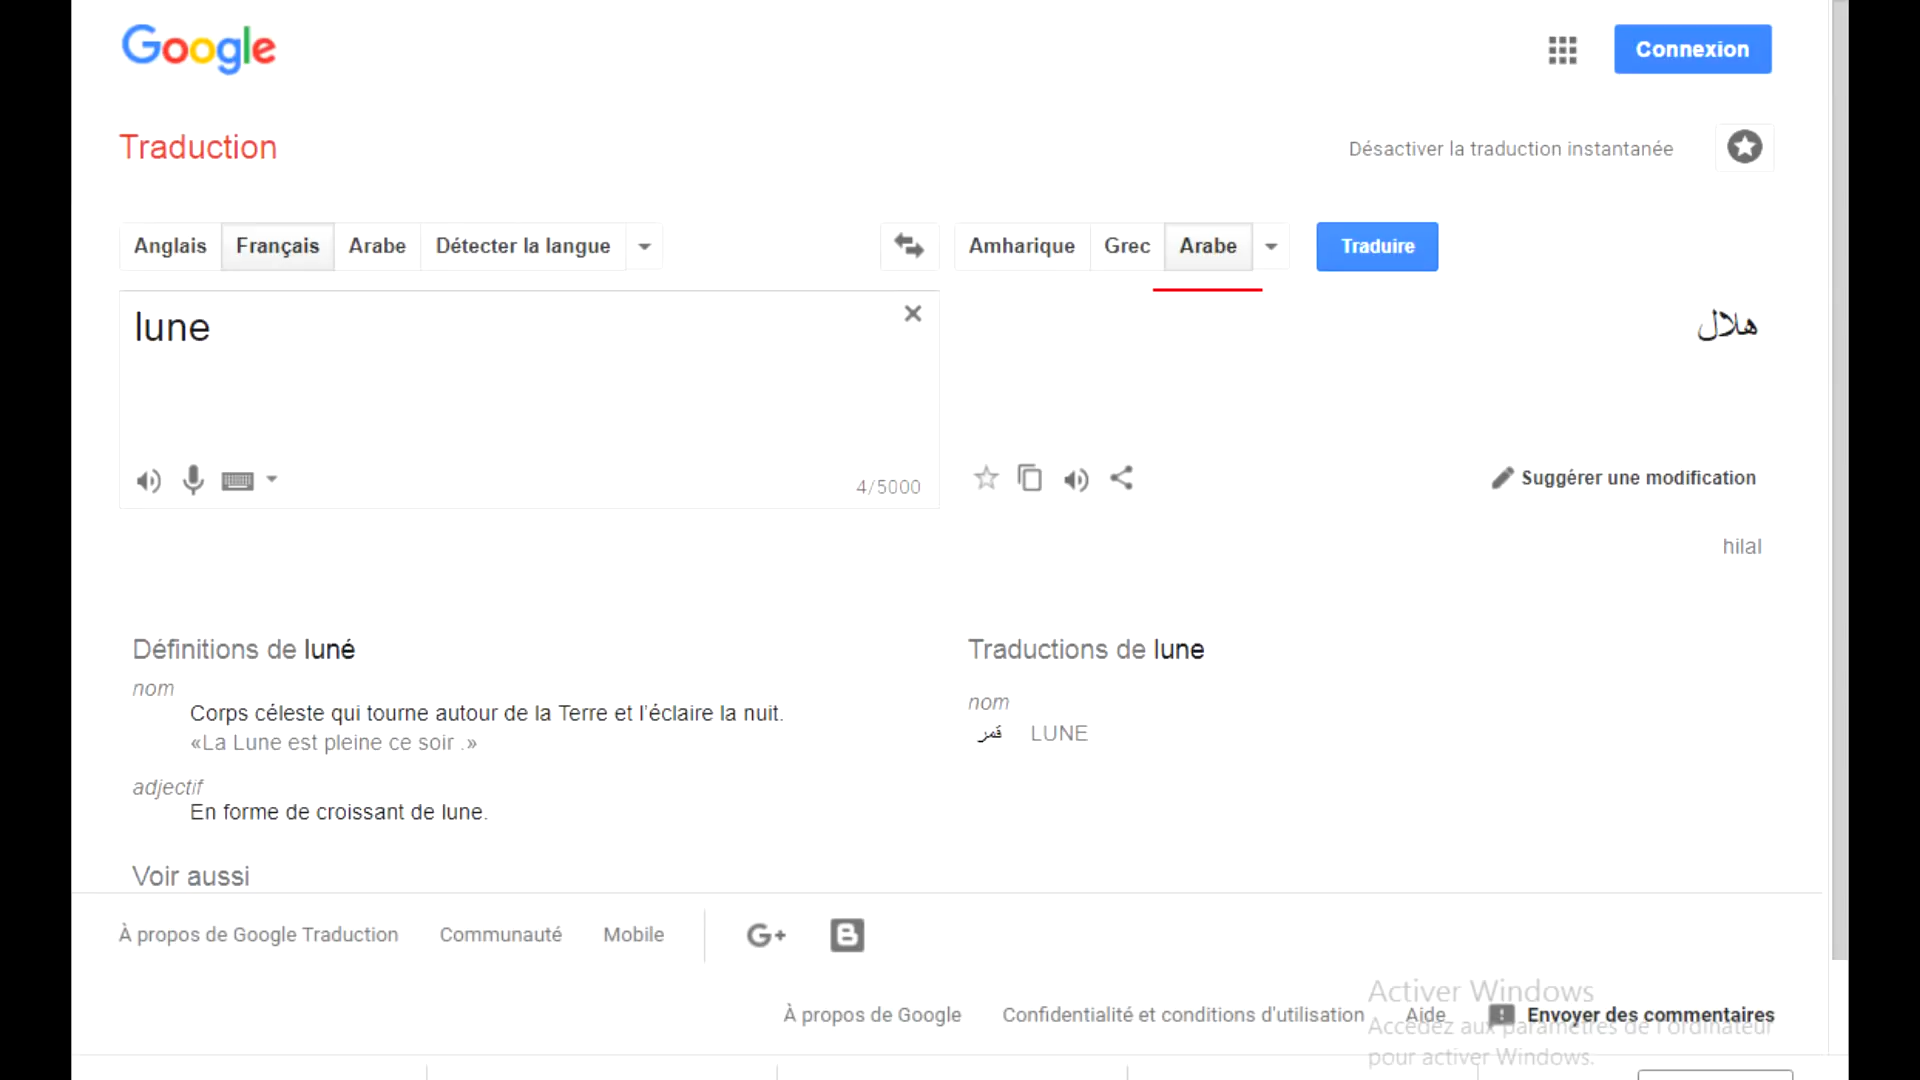 Google
Connexion
Traduction
Désactiver la traduction instantanée
Anglais Français Arabe Détecter la langue
Amharique Grec Arabe Traduire
lune
هلال
4/5000
Suggérer une modification
hilal
Définitions de luné
nom
Corps céleste qui tourne autour de la Terre et l'éclaire la nuit.
«La Lune est pleine ce soir .»
adjectif
En forme de croissant de lune.
Voir aussi
Traductions de lune
nom
قمر LUNE
À propos de Google Traduction Communauté Mobile G+ B
À propos de Google Confidentialité et conditions d'utilisation Aide Envoyer des commentaires
Activer Windows
Accédez aux paramètres de l'ordinateur
pour activer Windows.